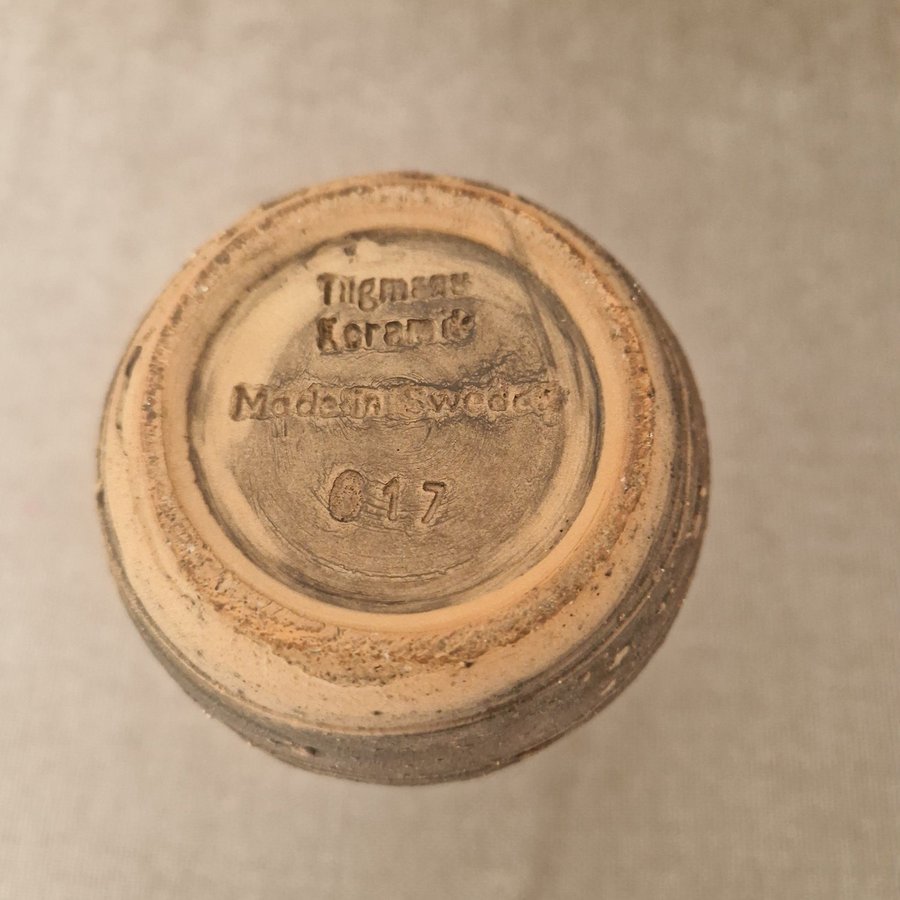 Tilgmans
Keramik
Made in Sweden
017